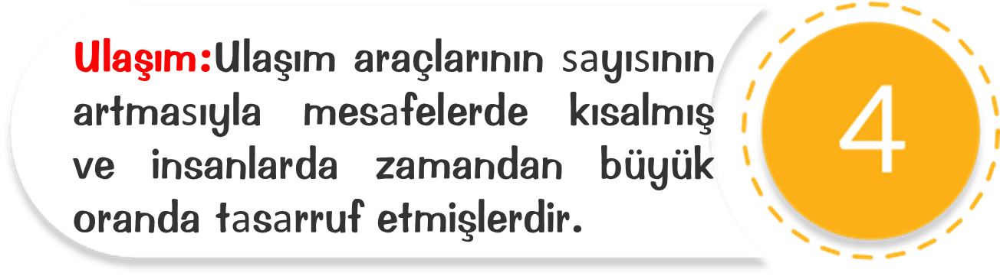 Ulaşım:Ulaşım araçlarının sayısının
artmasıyla mesafelerde kısalmış
ve insanlarda zamandan büyük
oranda tasarruf etmişlerdir.
4